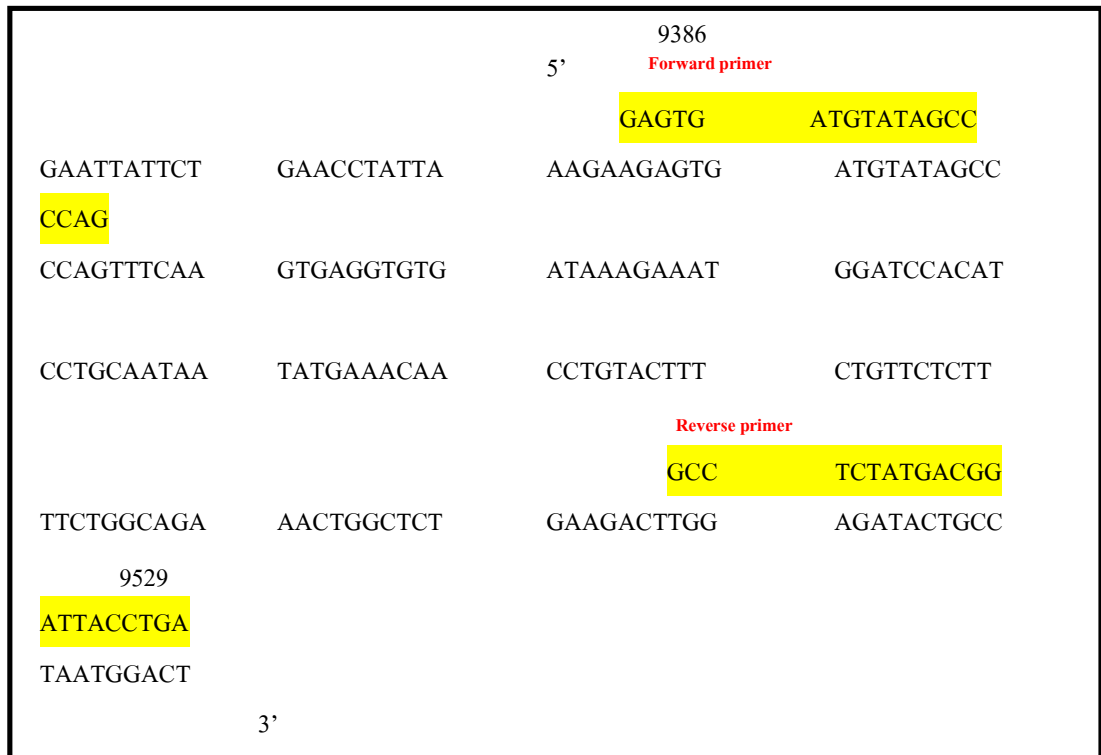 9386
5’ Forward primer
GAGTG ATGTATAGCC
GAATTATTCT GAACCTATTA AAGAAGAGTG ATGTATAGCC
CCAG
CCAGTTTCAA GTGAGGTGTG ATAAAGAAAT GGATCCACAT
CCTGCAATAA TATGAAACAA CCTGTACTTT CTGTTCTCTT
Reverse primer
GCC TCTATGACGG
TTCTGGCAGA AACTGGCTCT GAAGACTTGG AGATACTGCC
9529
ATTACCTGA
TAATGGACT
3’